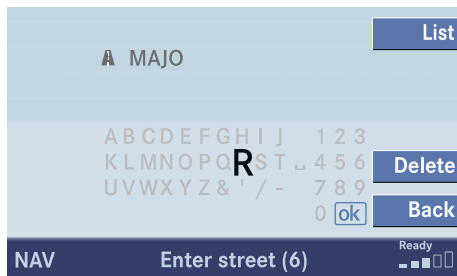 List
MAJO
A B C D E F G H I J 1 2 3
K L M N O P Q R S T ␣ 4 5 6
U V W X Y Z & ' / - 7 8 9
0 ok
Delete
Back
NAV Enter street (6) Ready